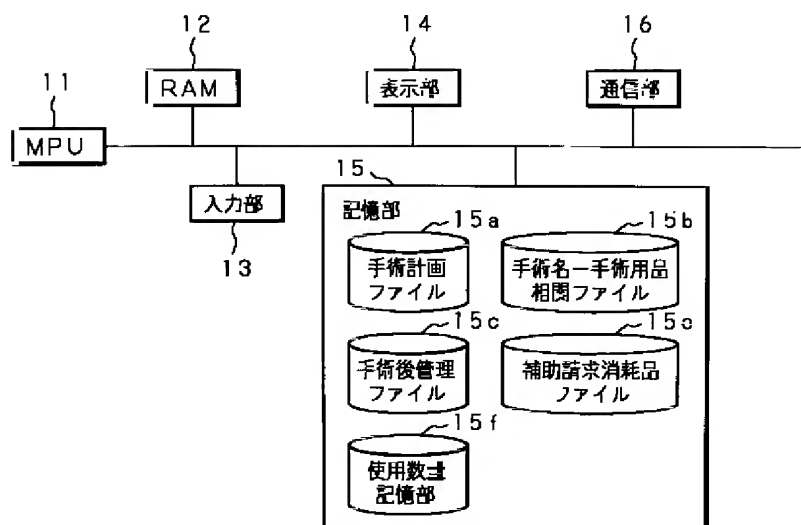 12
14
16
11
RAM
表示部
通信部
MPU
15
入力部
13
記憶部
15a
15b
手術計画
ファイル
手術名ー手術用品
相関ファイル
15c
15e
手術後管理
ファイル
補助請求消耗品
ファイル
15f
使用数量
記憶部